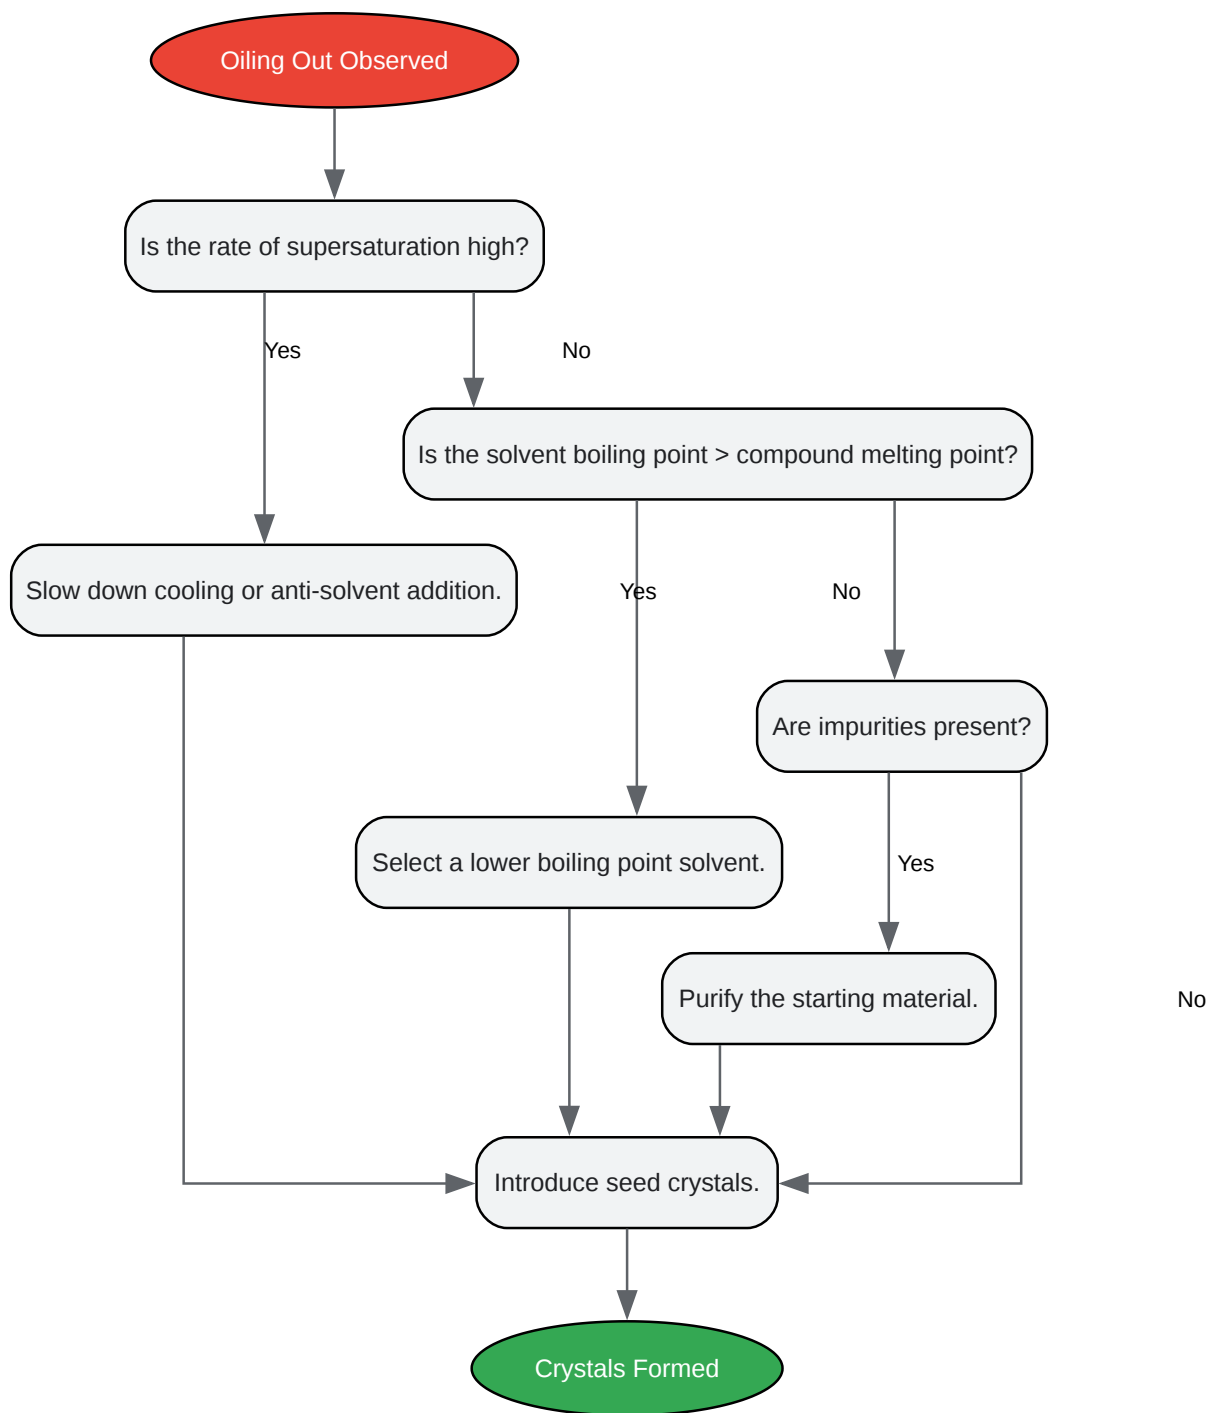 Oiling Out Observed
Is the rate of supersaturation high?
Yes
No
Is the solvent boiling point > compound melting point?
Slow down cooling or anti-solvent addition.
Yes
No
Are impurities present?
Select a lower boiling point solvent.
Yes
Purify the starting material.
No
Introduce seed crystals.
Crystals Formed